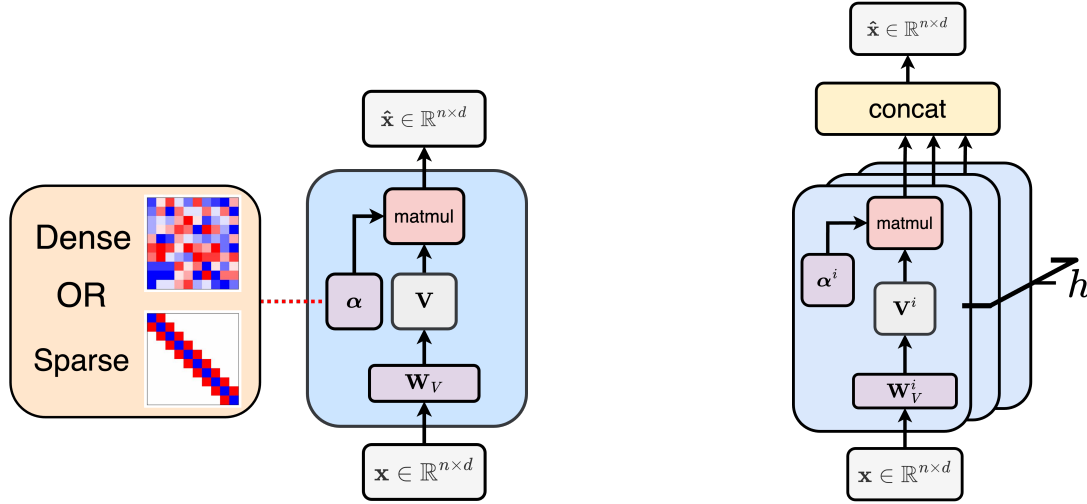 x̂ ∈ ℝ^{n×d}
matmul
α
V
W_V
x ∈ ℝ^{n×d}
Dense
OR
Sparse
x̂ ∈ ℝ^{n×d}
concat
matmul
α^i
V^i
W_V^i
h
x ∈ ℝ^{n×d}